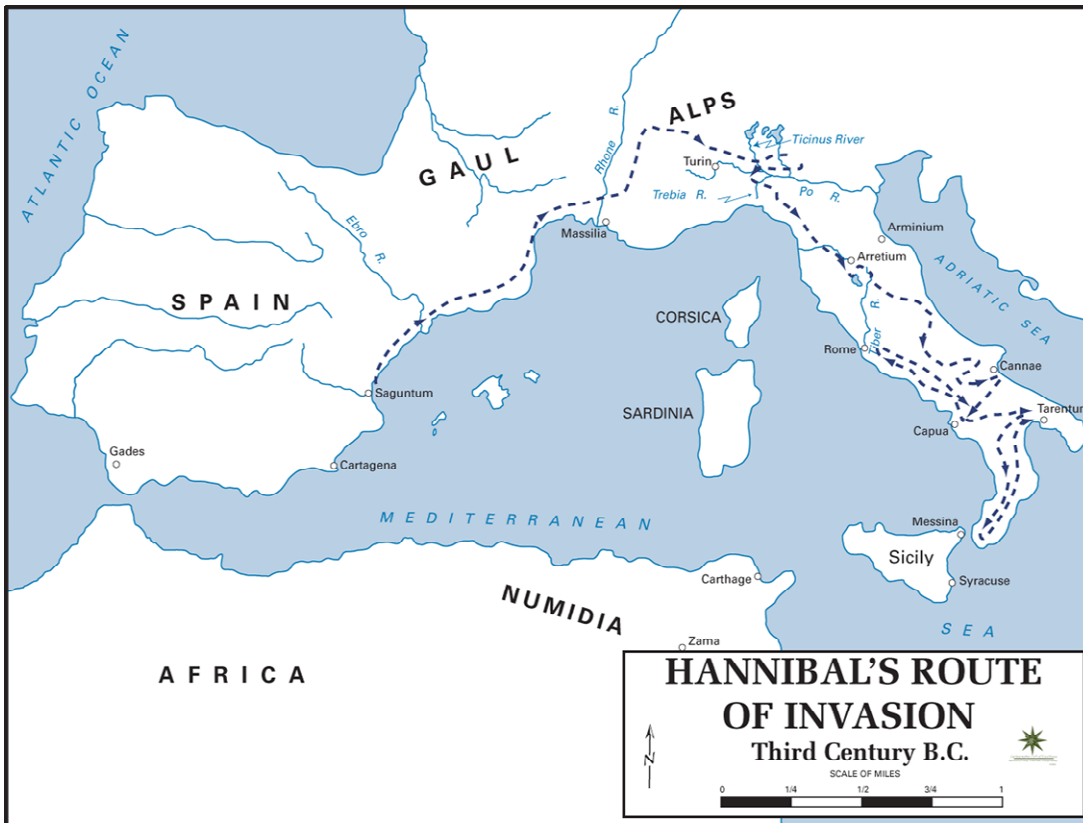 ATLANTIC OCEAN
GAUL
Ebro R.
SPAIN
Saguntum
Gades
Cartagena
Rhone R.
ALPS
Turin
Ticinus River
Trebia R.
Po R.
Massilia
Arminium
Arretium
ADRIATIC SEA
CORSICA
Tiber R.
Rome
Cannae
SARDINIA
Capua
Tarentum
MEDITERRANEAN
Messina
Sicily
Syracuse
SEA
Carthage
NUMIDIA
Zama
AFRICA
HANNIBAL'S ROUTE
OF INVASION
Third Century B.C.
SCALE OF MILES
0 1/4 1/2 3/4 1
N